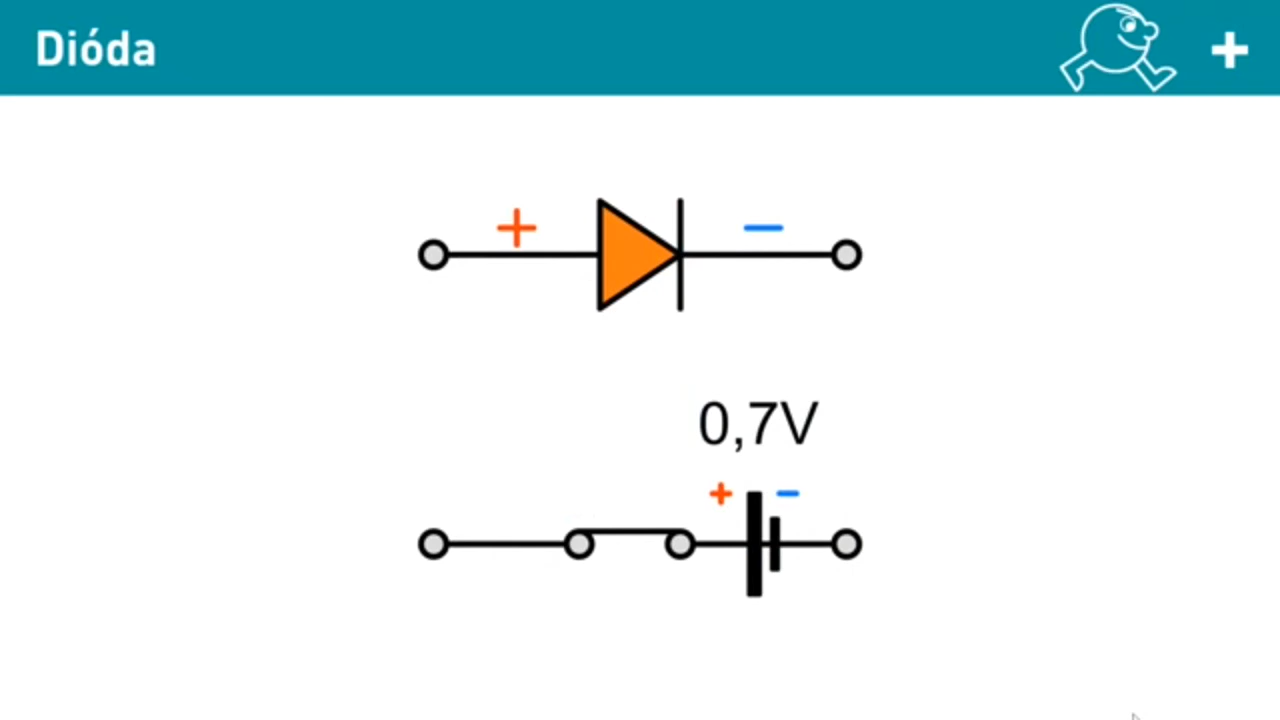 Dióda
+ −
0,7V
+ −